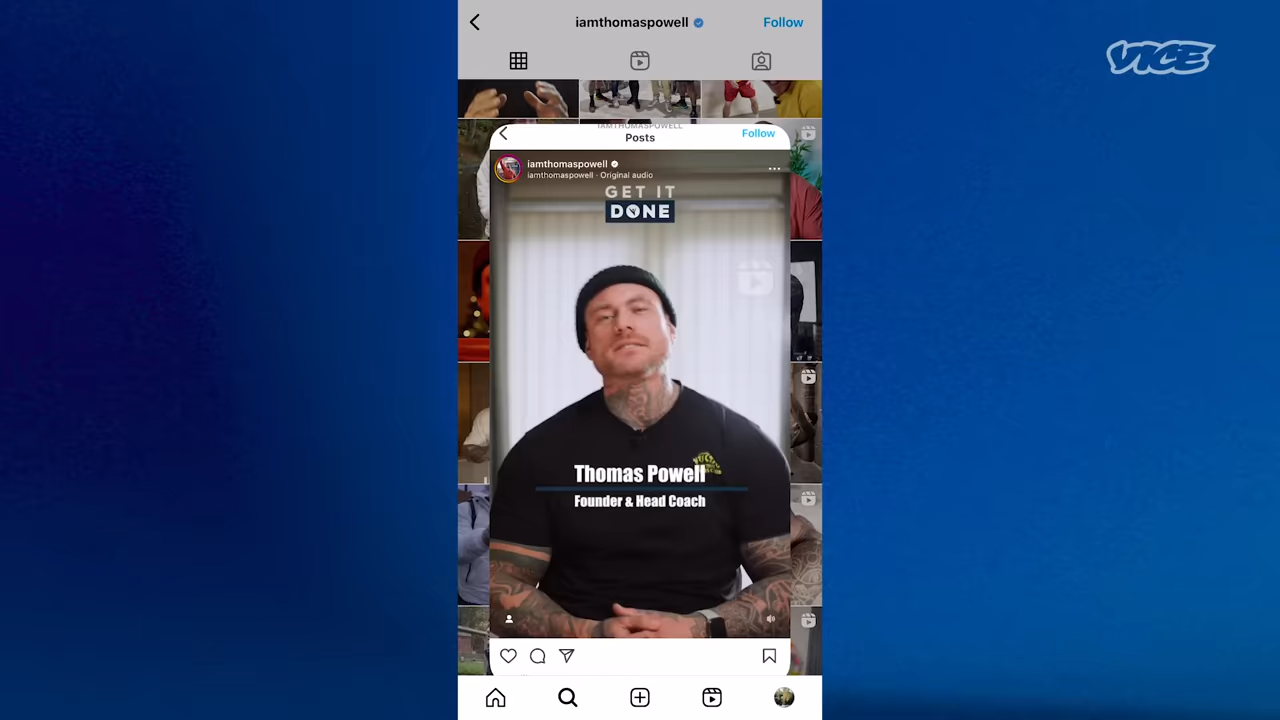 iamthomaspowell
Follow
VICE
IAMTHOMASPOWELL
Posts
Follow
iamthomaspowell
iamthomaspowell · Original audio
GET IT
DONE
Thomas Powell
Founder & Head Coach